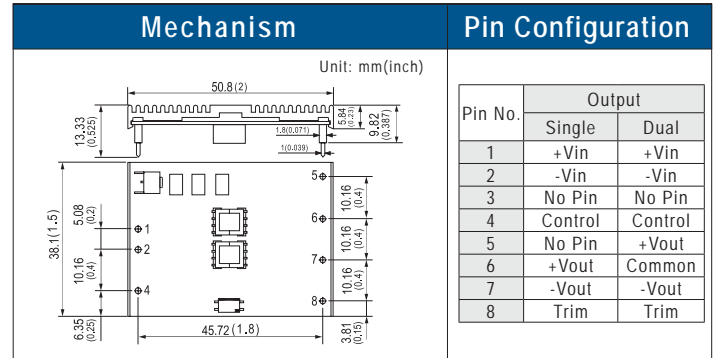 Mechanism
Unit: mm(inch)
50.8(2)
13.33
(0.525)
1.8(0.071)
1(0.039)
5.84
(0.23)
9.82
(0.387)
38.1(1.5)
5.08
(0.2)
10.16
(0.4)
6.35
(0.25)
1
2
4
5
6
7
8
10.16
(0.4)
10.16
(0.4)
10.16
(0.4)
3.81
(0.15)
45.72(1.8)
Pin Configuration
Pin No. Output
Single Dual
1 +Vin +Vin
2 -Vin -Vin
3 No Pin No Pin
4 Control Control
5 No Pin +Vout
6 +Vout Common
7 -Vout -Vout
8 Trim Trim